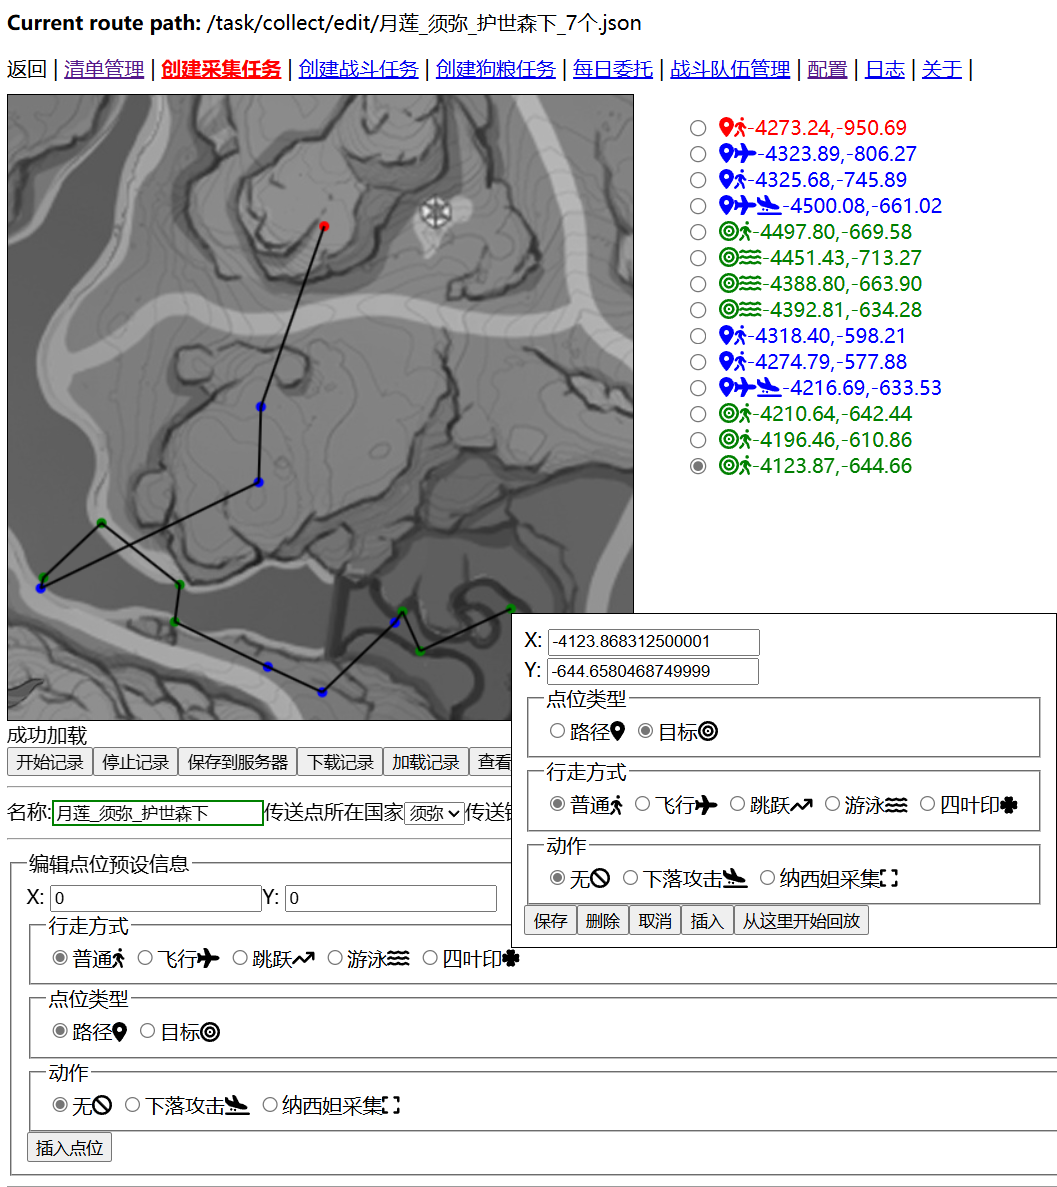 Current route path: /task/collect/edit/月莲_须弥_护世森下_7个.json
返回 | 清单管理 | 创建采集任务 | 创建战斗任务 | 创建狗粮任务 | 每日委托 | 战斗队伍管理 | 配置 | 日志 | 关于 |
-4273.24,-950.69
-4323.89,-806.27
-4325.68,-745.89
-4500.08,-661.02
-4497.80,-669.58
-4451.43,-713.27
-4388.80,-663.90
-4392.81,-634.28
-4318.40,-598.21
-4274.79,-577.88
-4216.69,-633.53
-4210.64,-642.44
-4196.46,-610.86
-4123.87,-644.66
X: -4123.868312500001
Y: -644.6580468749999
点位类型
路径 目标
行走方式
普通 飞行 跳跃 游泳 四叶印
动作
无 下落攻击 纳西妲采集
保存 删除 取消 插入 从这里开始回放
成功加载
开始记录 停止记录 保存到服务器 下载记录 加载记录 查看
名称: 月莲_须弥_护世森下 传送点所在国家 须弥 传送
编辑点位预设信息
X: 0 Y: 0
行走方式
普通 飞行 跳跃 游泳 四叶印
点位类型
路径 目标
动作
无 下落攻击 纳西妲采集
插入点位